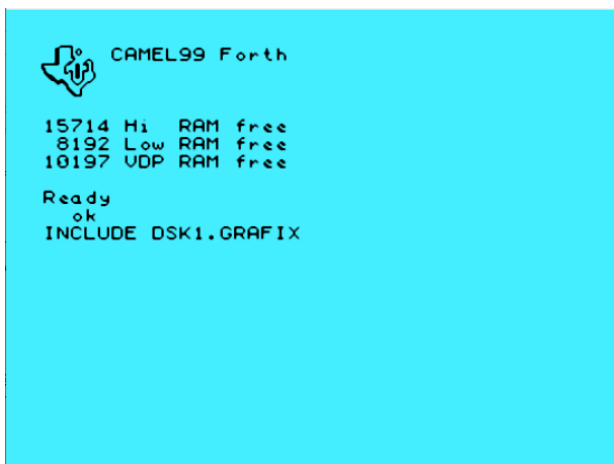 CAMEL99 Forth
15714 Hi RAM free
8192 Low RAM free
10197 VDP RAM free
Ready
ok
INCLUDE DSK1.GRAFIX